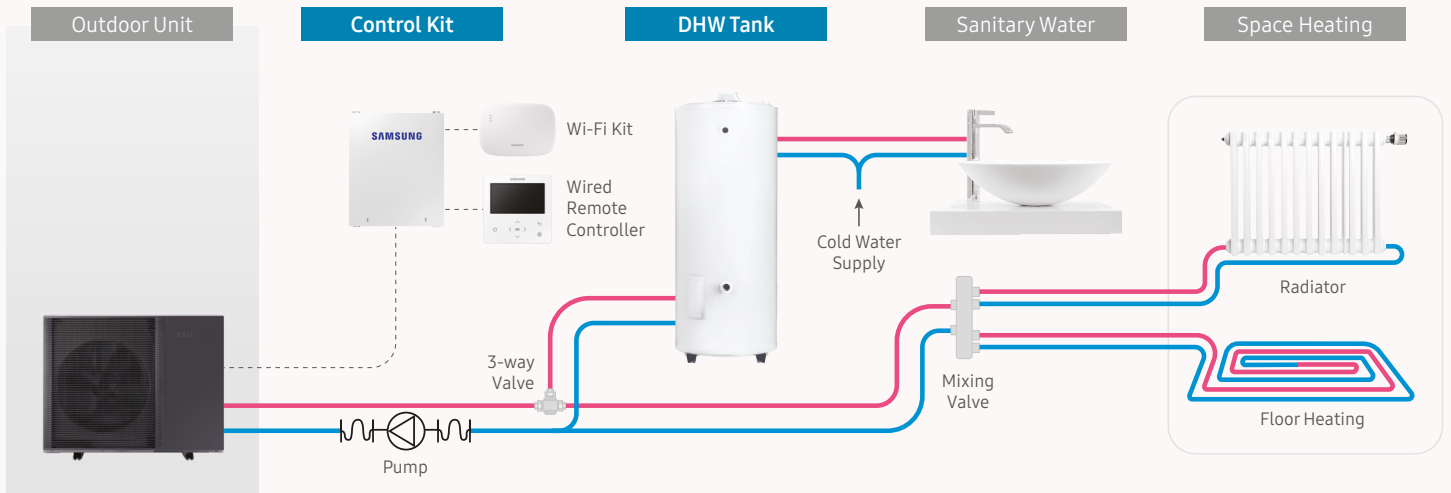 Outdoor Unit
Control Kit
DHW Tank
Sanitary Water
Space Heating
SAMSUNG
Wi-Fi Kit
Wired
Remote
Controller
Cold Water
Supply
Radiator
3-way
Valve
Mixing
Valve
Floor Heating
Pump